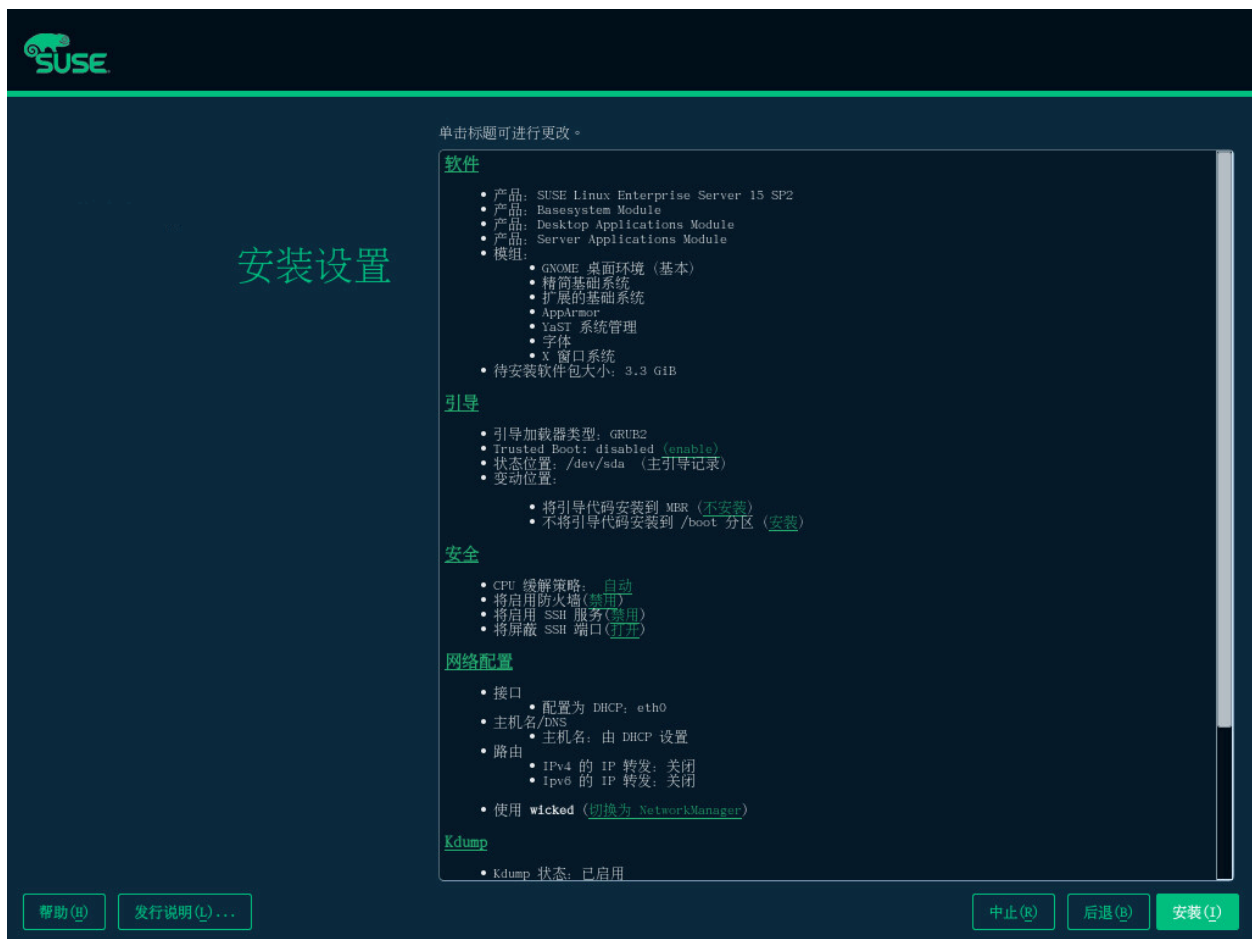 SUSE
单击标题可进行更改。
软件
产品: SUSE Linux Enterprise Server 15 SP2
产品: Basesystem Module
产品: Desktop Applications Module
产品: Server Applications Module
安装设置
模组:
GNOME 桌面环境 (基本)
精简基础系统
扩展的基础系统
AppArmor
YaST 系统管理
字体
X 窗口系统
待安装软件包大小: 3.3 GiB
引导
引导加载器类型: GRUB2
Trusted Boot: disabled (enable)
状态位置: /dev/sda (主引导记录)
变动位置:
将引导代码安装到 MBR (不安装)
不将引导代码安装到 /boot 分区 (安装)
安全
CPU 缓解策略: 自动
将启用防火墙(禁用)
将启用 SSH 服务(禁用)
将屏蔽 SSH 端口(打开)
网络配置
接口
配置为 DHCP: eth0
主机名/DNS
主机名: 由 DHCP 设置
路由
IPv4 的 IP 转发: 关闭
Ipv6 的 IP 转发: 关闭
使用 wicked (切换为 NetworkManager)
Kdump
Kdump 状态: 已启用
帮助(H) 发行说明(L)... 中止(R) 后退(B) 安装(I)